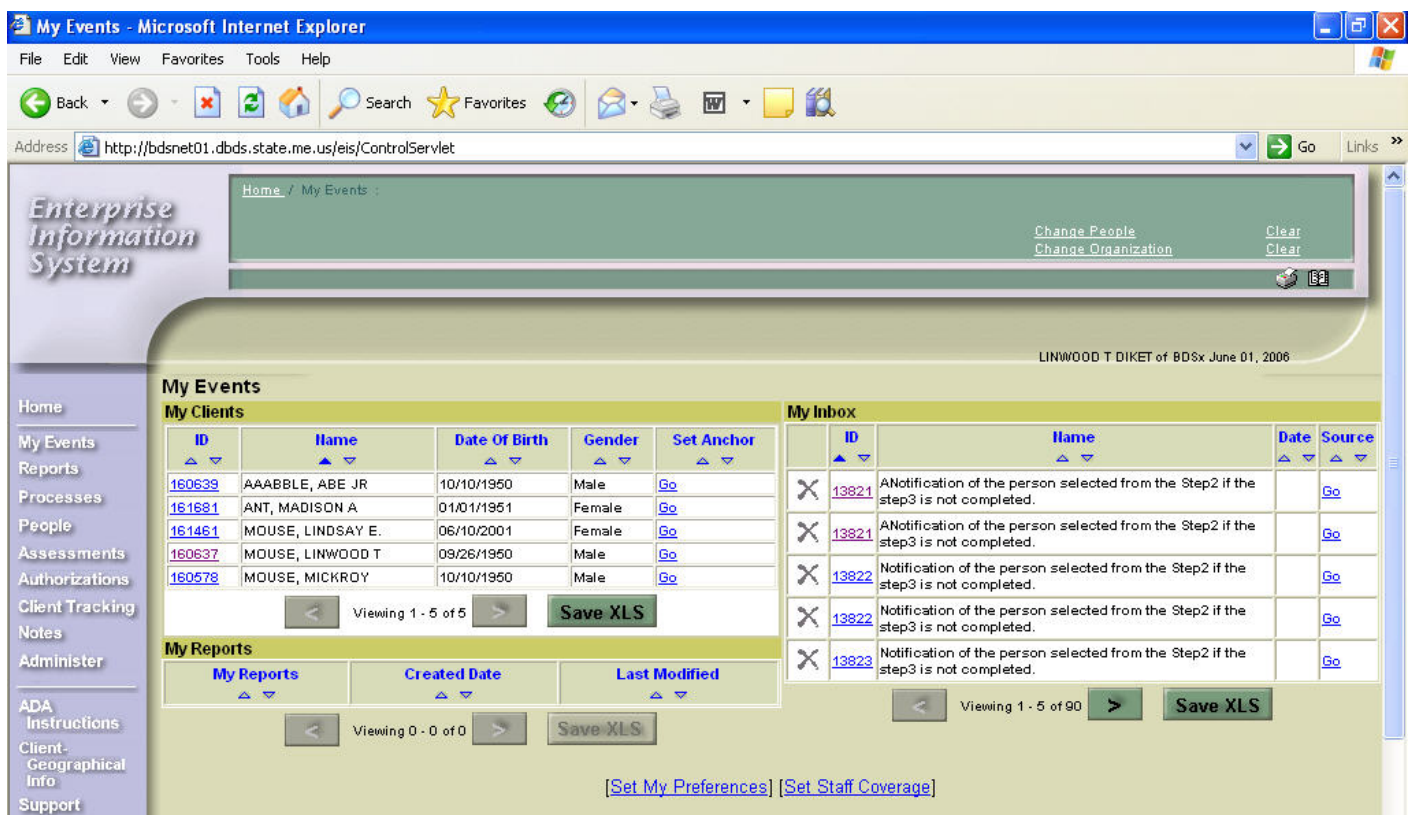 My Events - Microsoft Internet Explorer
File Edit View Favorites Tools Help
Back Search Favorites
Address http://bdsnet01.dbds.state.me.us/eis/ControlServlet Go Links »
Enterprise
Information
System
Home / My Events :
Change People Clear
Change Organization Clear
LINWOOD T DIKET of BDSx June 01, 2006
Home
My Events
Reports
Processes
People
Assessments
Authorizations
Client Tracking
Notes
Administer
ADA
Instructions
Client-
Geographical
Info
Support
My Events
My Clients
ID Name Date Of Birth Gender Set Anchor
160639 AAABBLE, ABE JR 10/10/1950 Male Go
161681 ANT, MADISON A 01/01/1951 Female Go
161461 MOUSE, LINDSAY E. 06/10/2001 Female Go
160637 MOUSE, LINWOOD T 09/26/1950 Male Go
160578 MOUSE, MICKROY 10/10/1950 Male Go
< Viewing 1 - 5 of 5 > Save XLS
My Reports
My Reports Created Date Last Modified
< Viewing 0 - 0 of 0 > Save XLS
My Inbox
ID Name Date Source
13821 ANotification of the person selected from the Step2 if the Go
step3 is not completed.
13821 ANotification of the person selected from the Step2 if the Go
step3 is not completed.
13822 Notification of the person selected from the Step2 if the Go
step3 is not completed.
13822 Notification of the person selected from the Step2 if the Go
step3 is not completed.
13823 Notification of the person selected from the Step2 if the Go
step3 is not completed.
< Viewing 1 - 5 of 90 > Save XLS
[Set My Preferences] [Set Staff Coverage]